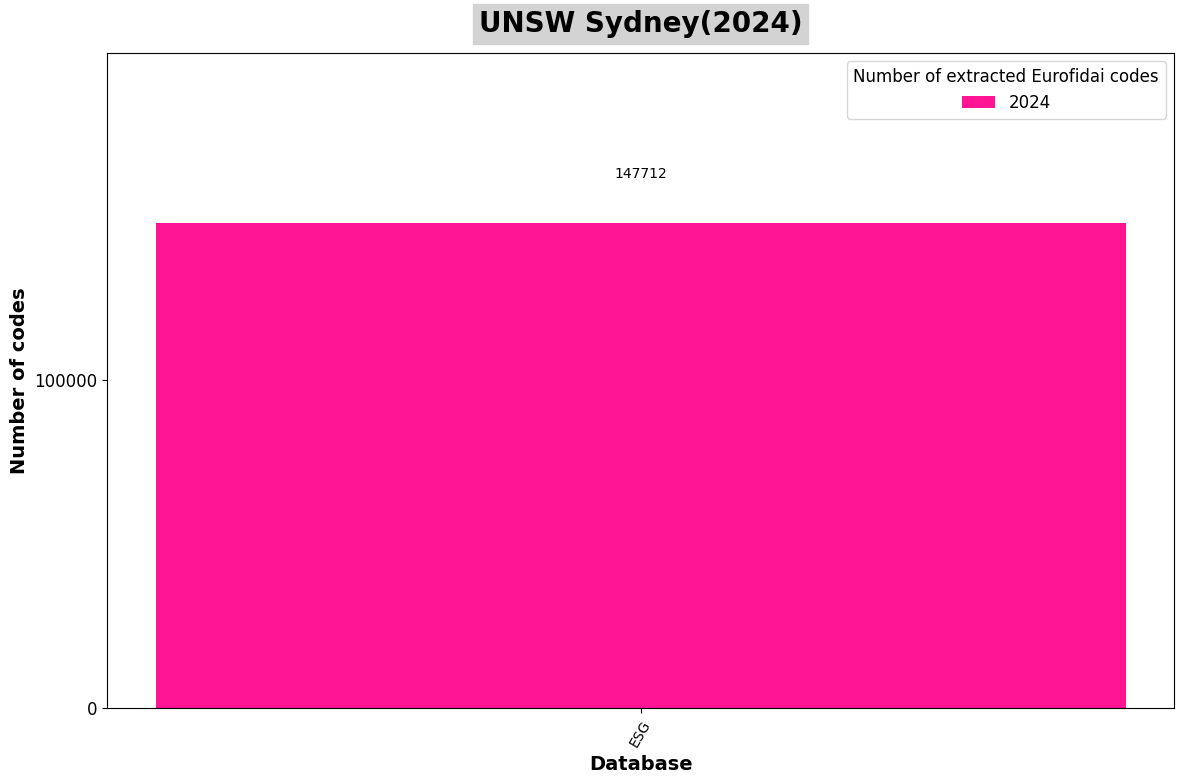 UNSW Sydney(2024)
Number of extracted Eurofidai codes
2024
147712
Number of codes
100000
0
ESG
Database